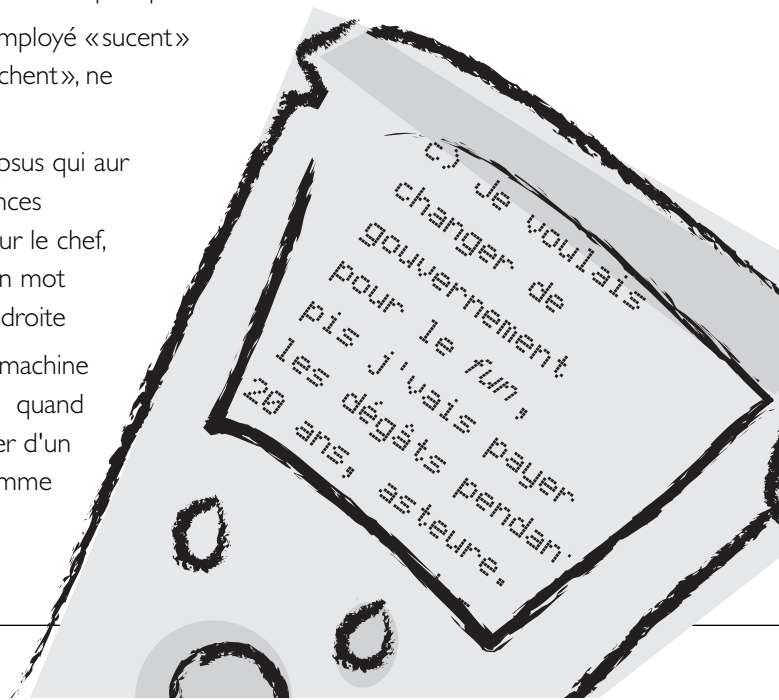 mployé « sucent »
chent », ne
psus qui aur
nces
ur le chef,
n mot
droite
machine
quand
er d'un
mme
c) Je voulais
changer de
gouvernement
pour le fun,
pis j'vais payer
les dégâts pendan
20 ans, asteure.